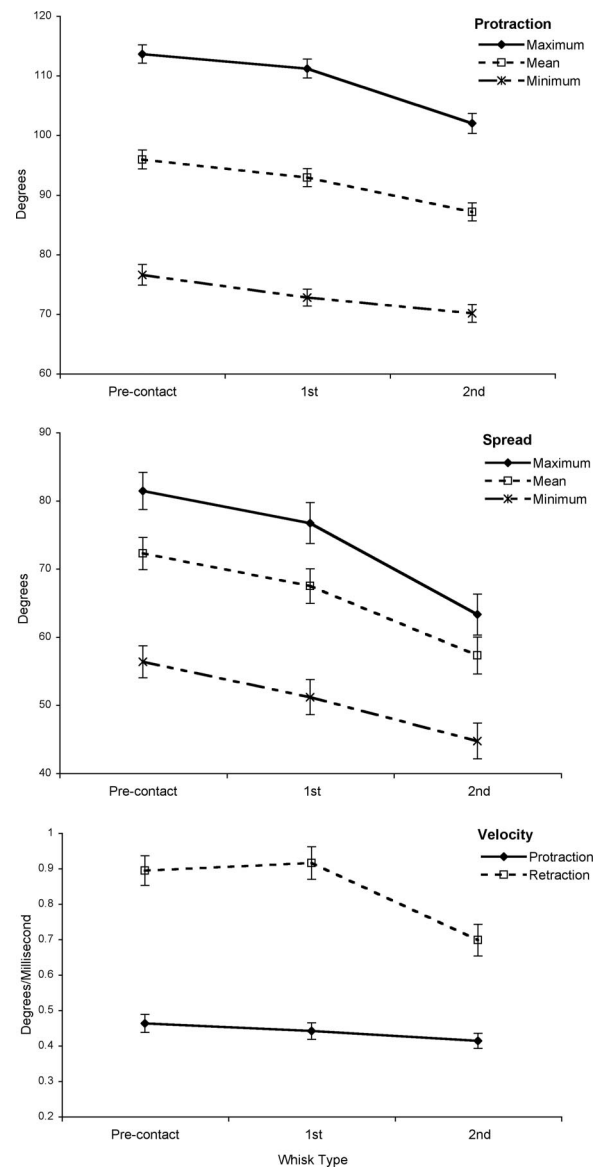 Protraction
Maximum
Mean
Minimum
120
110
100
90
80
70
60
Degrees
Pre-contact 1st 2nd
Spread
Maximum
Mean
Minimum
90
80
70
60
50
40
Degrees
Pre-contact 1st 2nd
Velocity
Protraction
Retraction
1
0.9
0.8
0.7
0.6
0.5
0.4
0.3
0.2
Degrees/Millisecond
Pre-contact 1st 2nd
Whisk Type